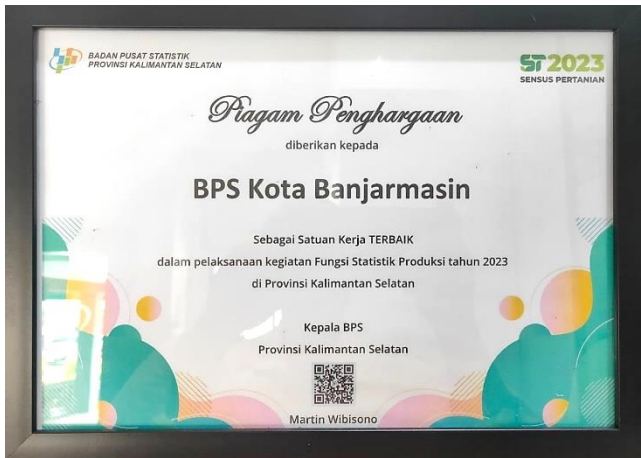 BADAN PUSAT STATISTIK
PROVINSI KALIMANTAN SELATAN
ST2023
SENSUS PERTANIAN
Piagam Penghargaan
diberikan kepada
BPS Kota Banjarmasin
Sebagai Satuan Kerja TERBAIK
dalam pelaksanaan kegiatan Fungsi Statistik Produksi tahun 2023
di Provinsi Kalimantan Selatan
Kepala BPS
Provinsi Kalimantan Selatan
Martin Wibisono